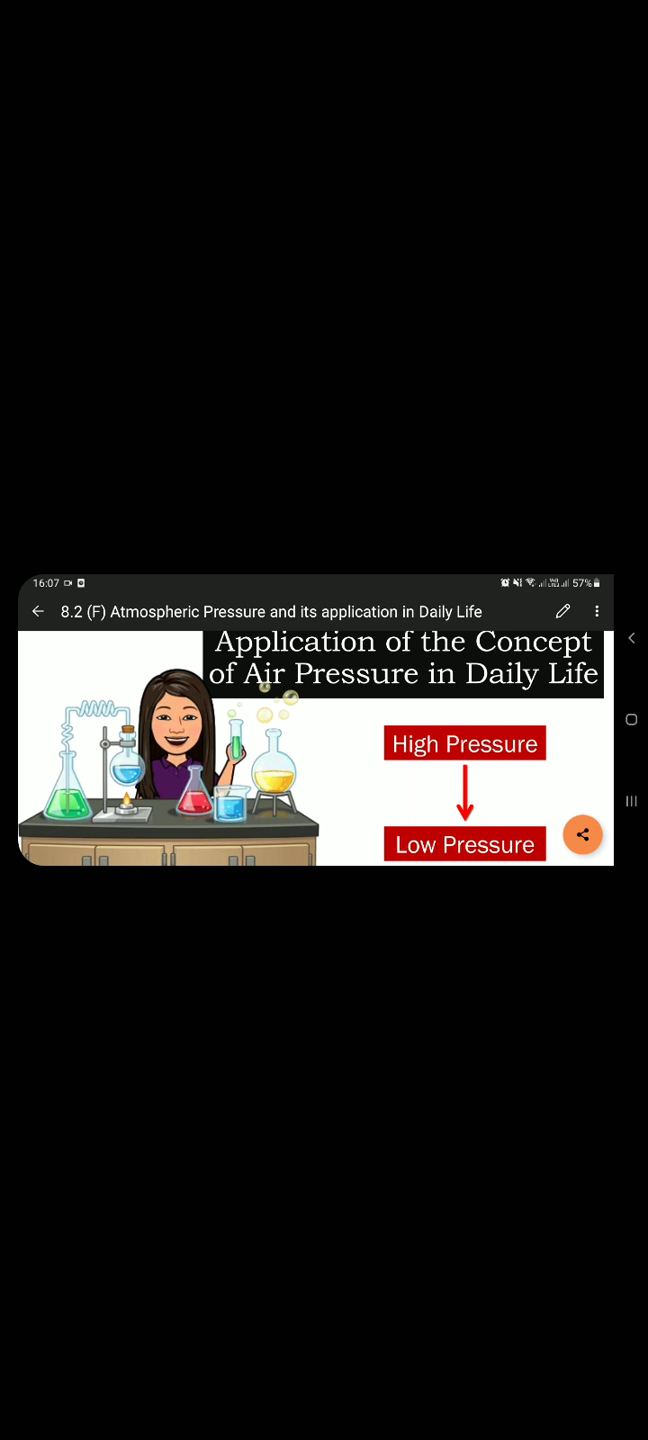 16:07 57%
8.2 (F) Atmospheric Pressure and its application in Daily Life
Application of the Concept
of Air Pressure in Daily Life
High Pressure
Low Pressure